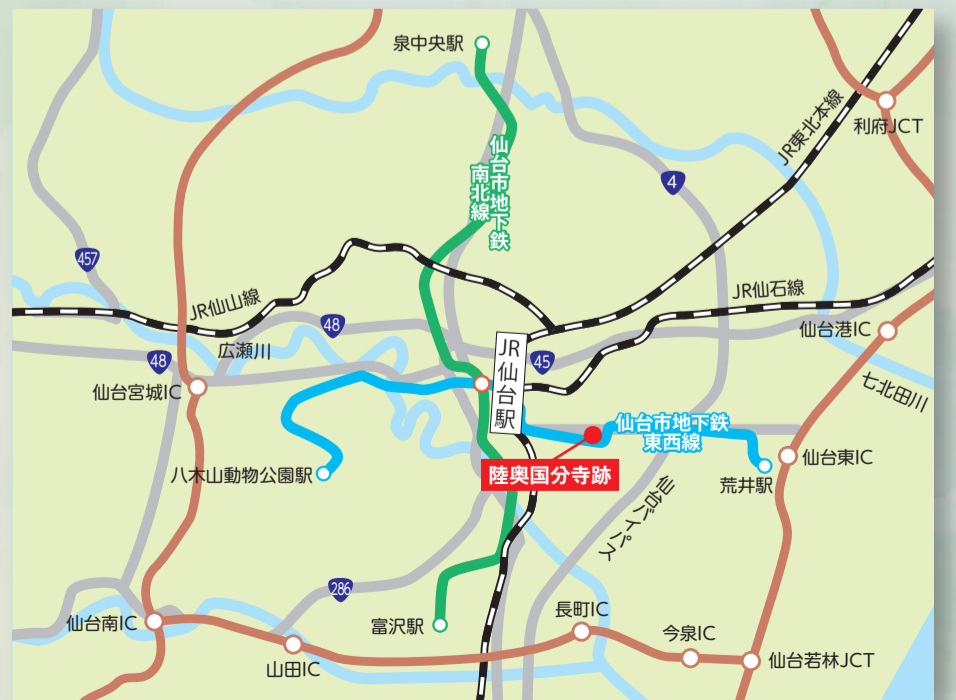 泉中央駅
利府JCT
JR東北本線
仙台市地下鉄
南北線
4
457
JR仙山線
JR仙石線
48
仙台港IC
広瀬川
JR仙台駅
45
48
仙台宮城IC
七北田川
仙台市地下鉄
東西線
仙台東IC
八木山動物公園駅
陸奥国分寺跡
荒井駅
仙台バイパス
286
長町IC
仙台南IC
富沢駅
今泉IC
山田IC
仙台若林JCT